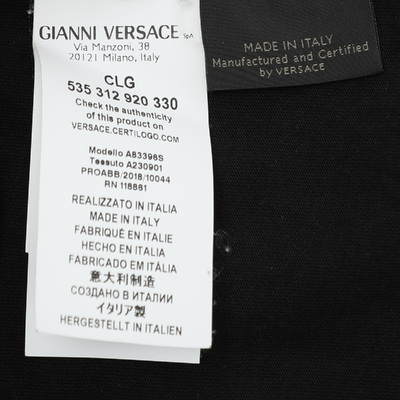 GIANNI VERSACE SpA
Via Manzoni, 38
20121 Milano, Italy
CLG
535 312 920 330
Check the authenticity
of this product on
VERSACE.CERTILOGO.COM
Modello A83398S
Tessuto A230901
PROABB/2018/10044
RN 118861
REALIZZATO IN ITALIA
MADE IN ITALY
FABRIQUÉ EN ITALIE
HECHO EN ITALIA
FABRICADO EM ITÁLIA
意大利制造
СОЗДАНО В ИТАЛИИ
イタリア製
HERGESTELLT IN ITALIEN
MADE IN ITALY
Manufactured and Certified
by VERSACE